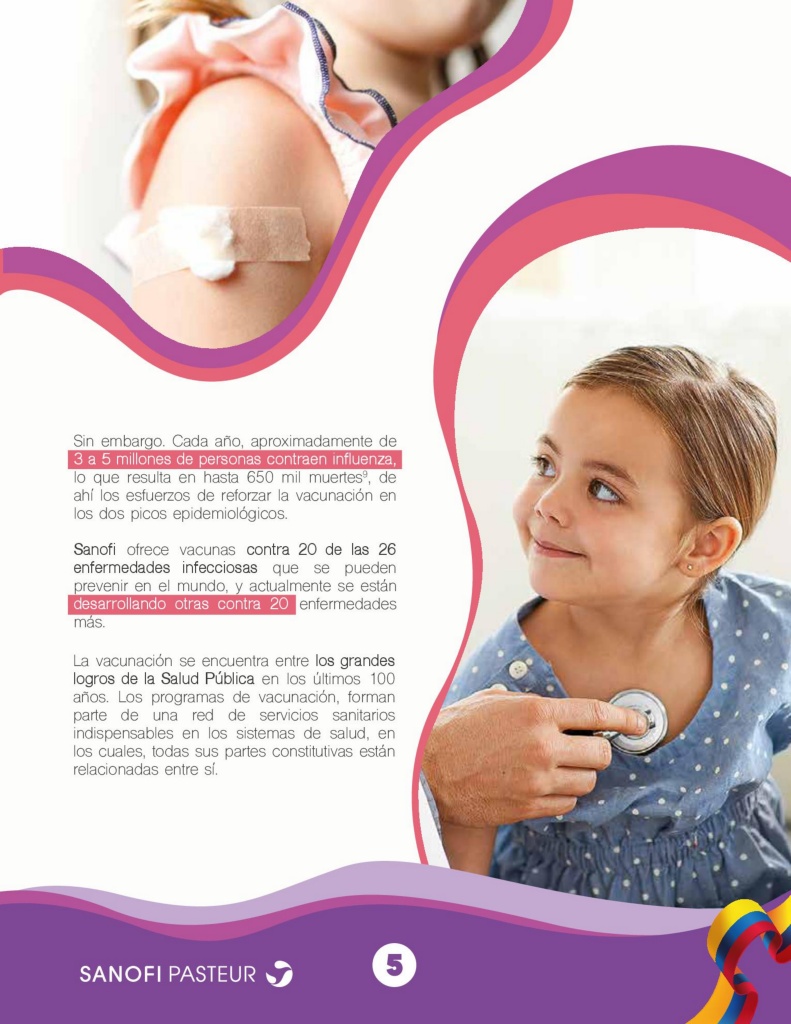 Sin embargo. Cada año, aproximadamente de
3 a 5 millones de personas contraen influenza,
lo que resulta en hasta 650 mil muertes⁹, de
ahí los esfuerzos de reforzar la vacunación en
los dos picos epidemiológicos.
Sanofi ofrece vacunas contra 20 de las 26
enfermedades infecciosas que se pueden
prevenir en el mundo, y actualmente se están
desarrollando otras contra 20 enfermedades
más.
La vacunación se encuentra entre los grandes
logros de la Salud Pública en los últimos 100
años. Los programas de vacunación, forman
parte de una red de servicios sanitarios
indispensables en los sistemas de salud, en
los cuales, todas sus partes constitutivas están
relacionadas entre sí.
SANOFI PASTEUR
5